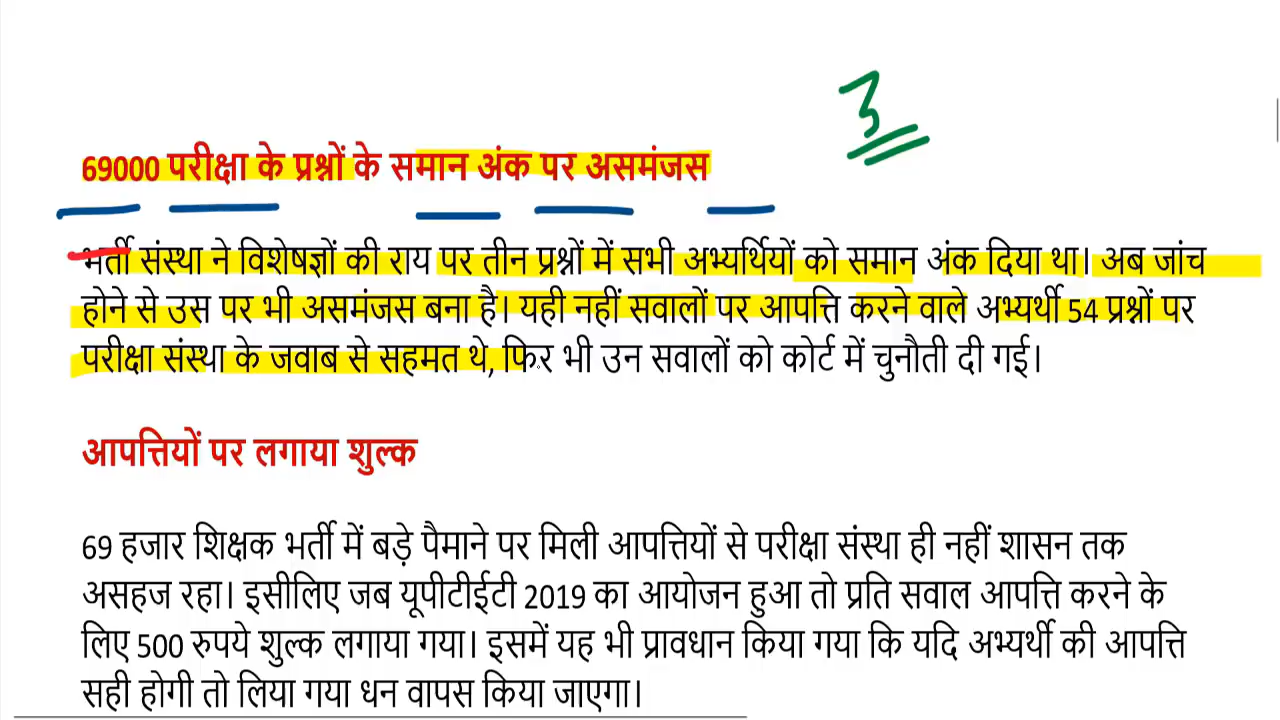 3
69000 परीक्षा के प्रश्नों के समान अंक पर असमंजस
भर्ती संस्था ने विशेषज्ञों की राय पर तीन प्रश्नों में सभी अभ्यर्थियों को समान अंक दिया था। अब जांच
होने से उस पर भी असमंजस बना है। यही नहीं सवालों पर आपत्ति करने वाले अभ्यर्थी 54 प्रश्नों पर
परीक्षा संस्था के जवाब से सहमत थे, फिर भी उन सवालों को कोर्ट में चुनौती दी गई।
आपत्तियों पर लगाया शुल्क
69 हजार शिक्षक भर्ती में बड़े पैमाने पर मिली आपत्तियों से परीक्षा संस्था ही नहीं शासन तक
असहज रहा। इसीलिए जब यूपीटीईटी 2019 का आयोजन हुआ तो प्रति सवाल आपत्ति करने के
लिए 500 रुपये शुल्क लगाया गया। इसमें यह भी प्रावधान किया गया कि यदि अभ्यर्थी की आपत्ति
सही होगी तो लिया गया धन वापस किया जाएगा।